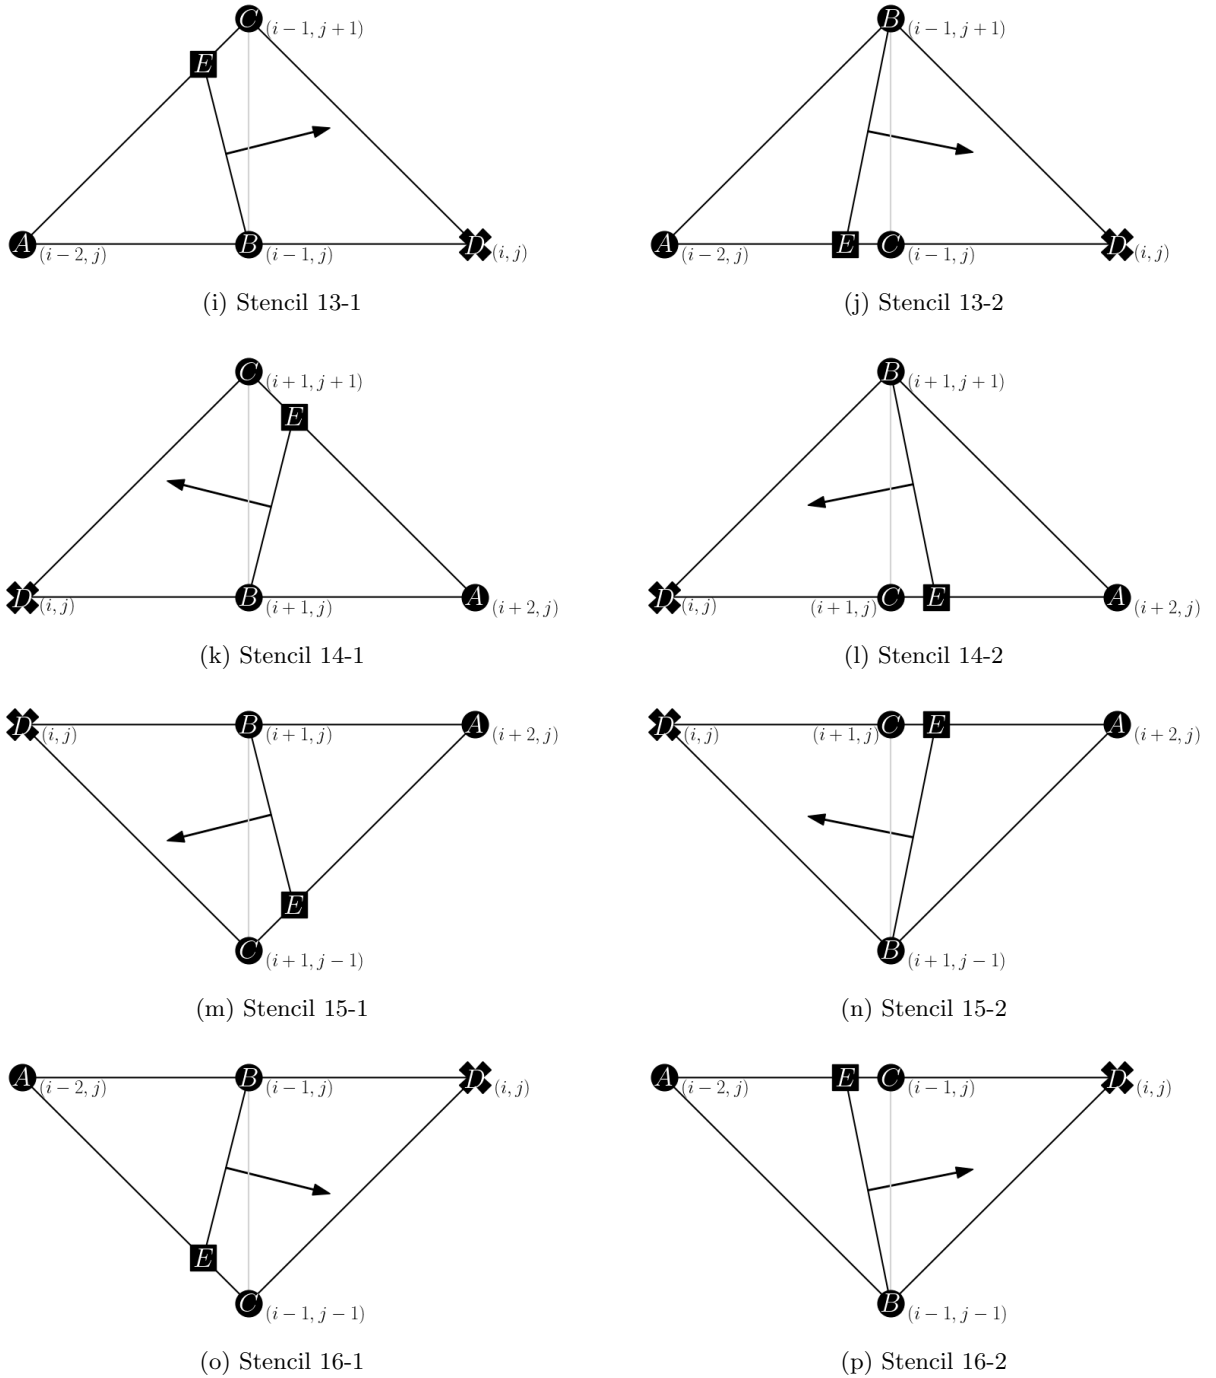 C (i − 1, j + 1) B (i − 1, j + 1)
E
A (i − 2, j) B (i − 1, j) D (i, j) A (i − 2, j) E C (i − 1, j) D (i, j)
(i) Stencil 13-1 (j) Stencil 13-2
C (i + 1, j + 1) B (i + 1, j + 1)
E
D (i, j) B (i + 1, j) A (i + 2, j) D (i, j) (i + 1, j) C E A (i + 2, j)
(k) Stencil 14-1 (l) Stencil 14-2
D (i, j) B (i + 1, j) A (i + 2, j) D (i, j) (i + 1, j) C E A (i + 2, j)
E
C (i + 1, j − 1) B (i + 1, j − 1)
(m) Stencil 15-1 (n) Stencil 15-2
A (i − 2, j) B (i − 1, j) D (i, j) A (i − 2, j) E C (i − 1, j) D (i, j)
E
C (i − 1, j − 1) B (i − 1, j − 1)
(o) Stencil 16-1 (p) Stencil 16-2